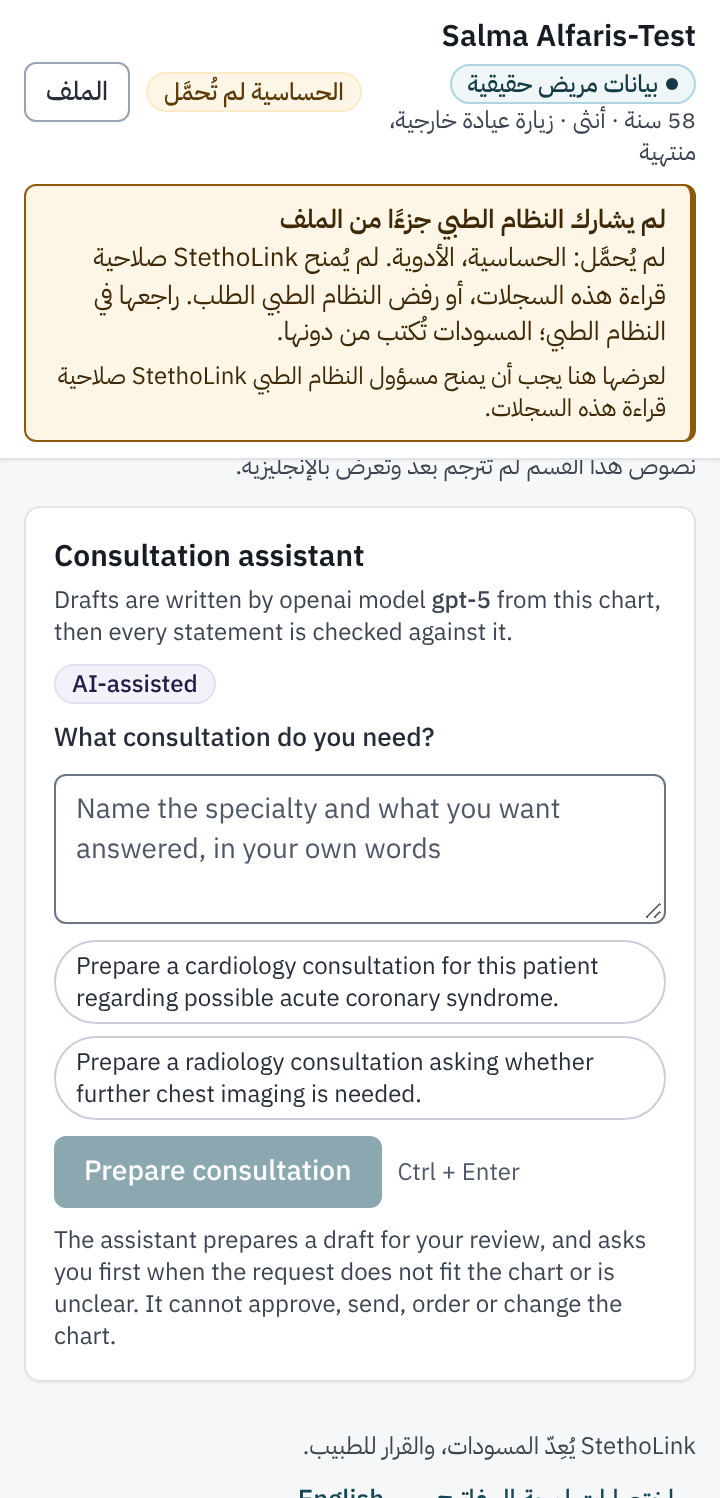 Salma Alfaris-Test
بيانات مريض حقيقية
58 سنة · أنثى · زيارة عيادة خارجية،
منتهية
الحساسية لم تُحمَّل
الملف
لم يشارك النظام الطبي جزءًا من الملف
لم يُحمَّل: الحساسية، الأدوية. لم يُمنح StethoLink صلاحية
قراءة هذه السجلات، أو رفض النظام الطبي الطلب. راجعها في
النظام الطبي؛ المسودات تُكتب من دونها.
لعرضها هنا يجب أن يمنح مسؤول النظام الطبي StethoLink صلاحية
قراءة هذه السجلات.
نصوص هذا القسم لم تترجم بعد وتعرض بالإنجليزية.
Consultation assistant
Drafts are written by openai model gpt-5 from this chart,
then every statement is checked against it.
AI-assisted
What consultation do you need?
Name the specialty and what you want
answered, in your own words
Prepare a cardiology consultation for this patient
regarding possible acute coronary syndrome.
Prepare a radiology consultation asking whether
further chest imaging is needed.
Prepare consultation
Ctrl + Enter
The assistant prepares a draft for your review, and asks
you first when the request does not fit the chart or is
unclear. It cannot approve, send, order or change the
chart.
StethoLink يُعِدّ المسودات، والقرار للطبيب.
English